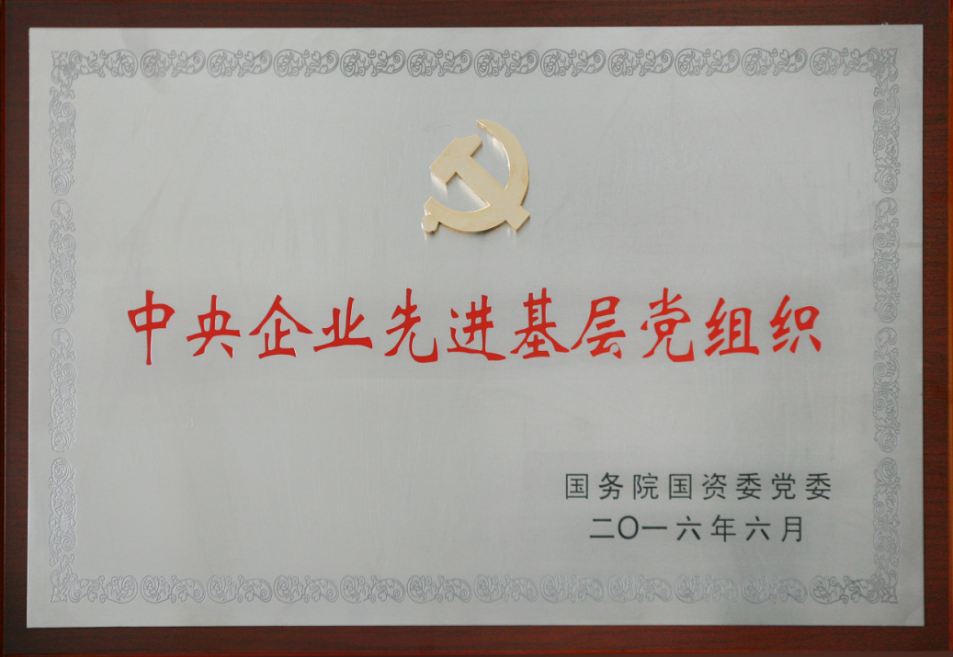 中央企业先进基层党组织
国务院国资委党委
二〇一六年六月